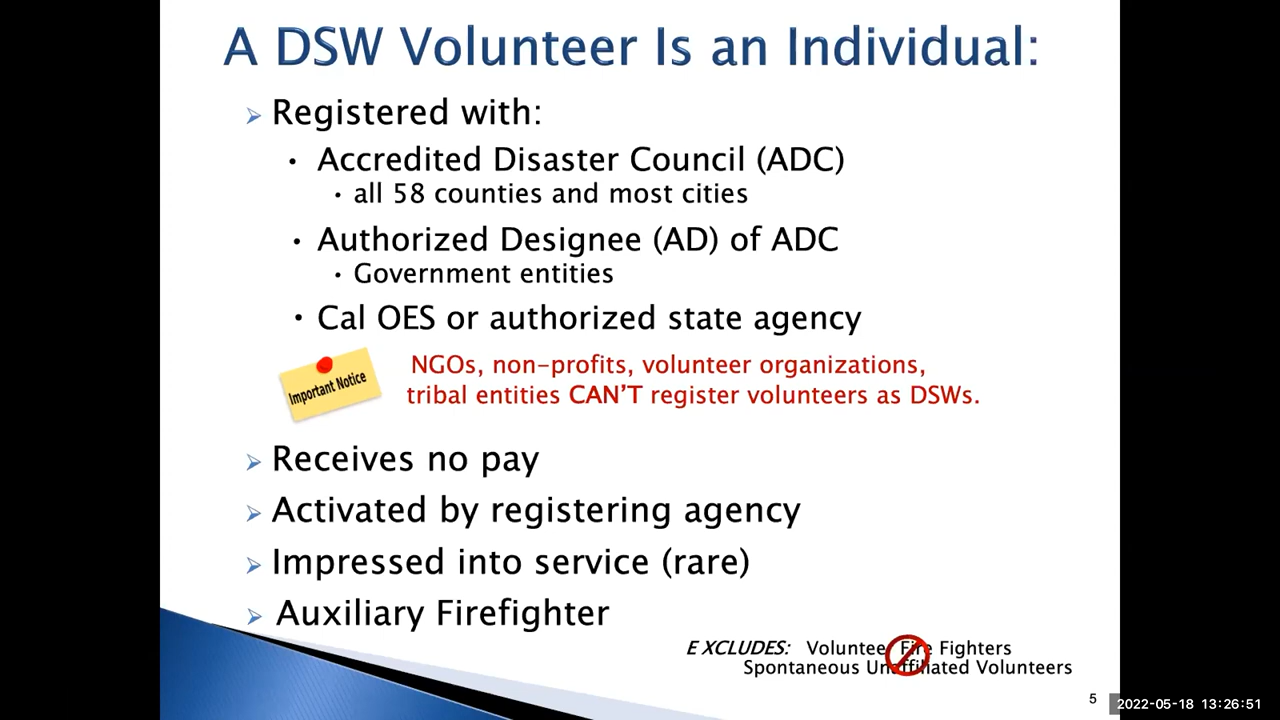 A DSW Volunteer Is an Individual:
Registered with:
Accredited Disaster Council (ADC)
all 58 counties and most cities
Authorized Designee (AD) of ADC
Government entities
Cal OES or authorized state agency
Important Notice
NGOs, non-profits, volunteer organizations,
tribal entities CAN'T register volunteers as DSWs.
Receives no pay
Activated by registering agency
Impressed into service (rare)
Auxiliary Firefighter
EXCLUDES: Volunteer Fire Fighters
Spontaneous Unaffiliated Volunteers
5
2022-05-18 13:26:51